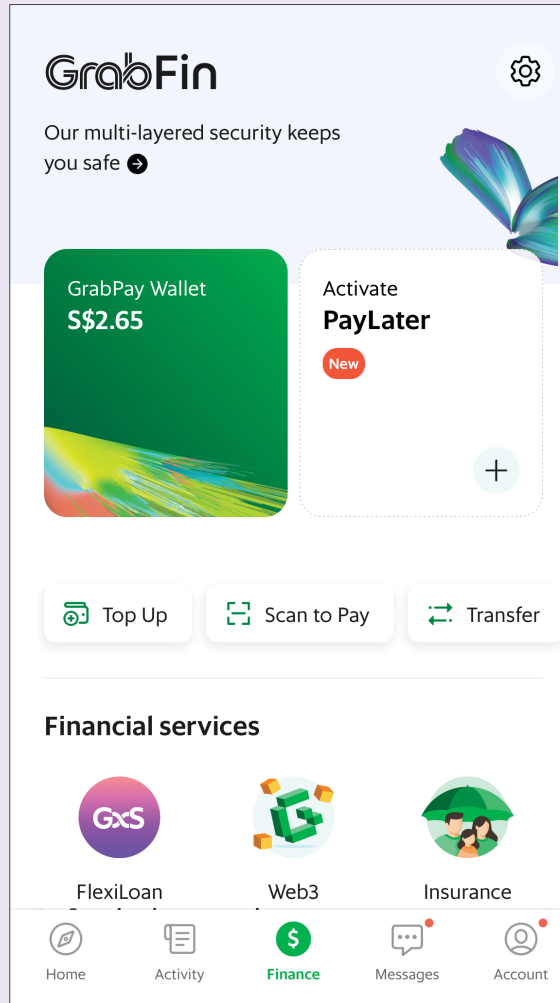 GrabFin
Our multi-layered security keeps
you safe
GrabPay Wallet
S$2.65
Activate
PayLater
New
Top Up
Scan to Pay
Transfer
Financial services
GXS
FlexiLoan
Web3
Insurance
Home
Activity
Finance
Messages
Account